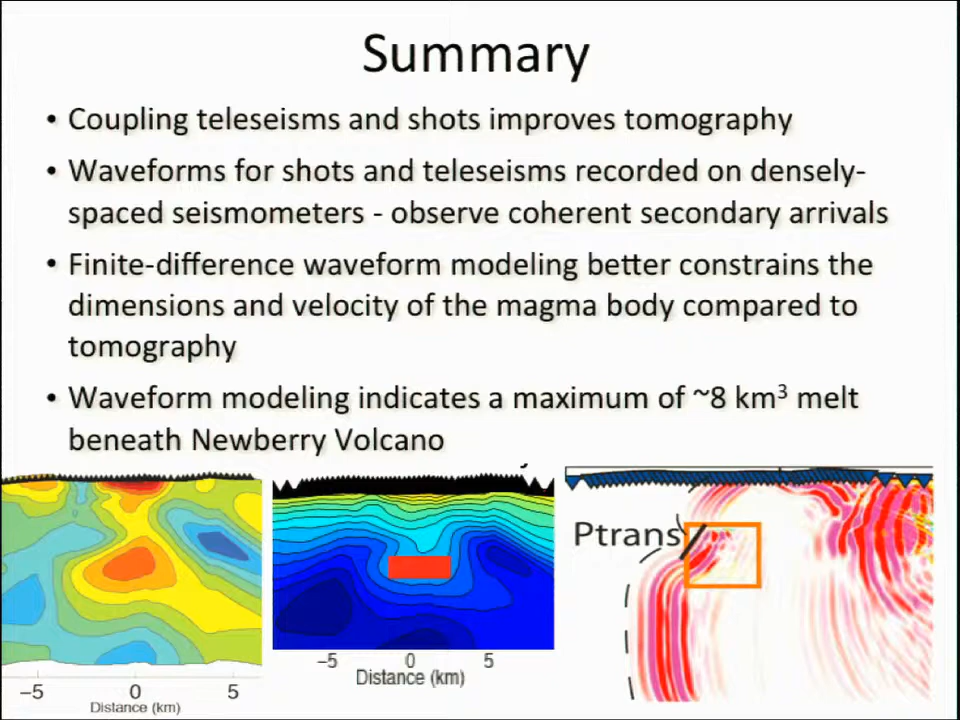 Summary
• Coupling teleseisms and shots improves tomography
• Waveforms for shots and teleseisms recorded on densely-
spaced seismometers - observe coherent secondary arrivals
• Finite-difference waveform modeling better constrains the
dimensions and velocity of the magma body compared to
tomography
• Waveform modeling indicates a maximum of ~8 km³ melt
beneath Newberry Volcano
Ptrans
−5 0 5
Distance (km)
−5 0 5
Distance (km)